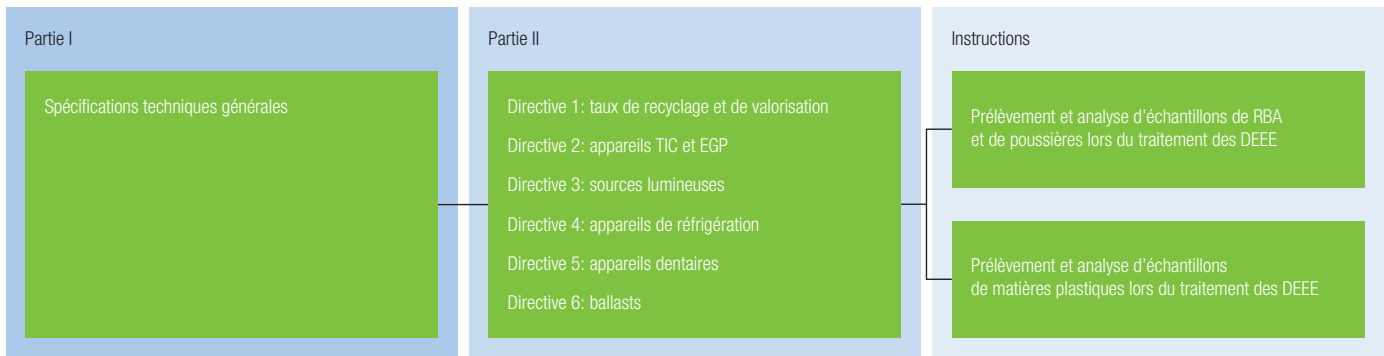 Partie I
Spécifications techniques générales
Partie II
Directive 1: taux de recyclage et de valorisation
Directive 2: appareils TIC et EGP
Directive 3: sources lumineuses
Directive 4: appareils de réfrigération
Directive 5: appareils dentaires
Directive 6: ballasts
Instructions
Prélèvement et analyse d’échantillons de RBA
et de poussières lors du traitement des DEEE
Prélèvement et analyse d’échantillons
de matières plastiques lors du traitement des DEEE